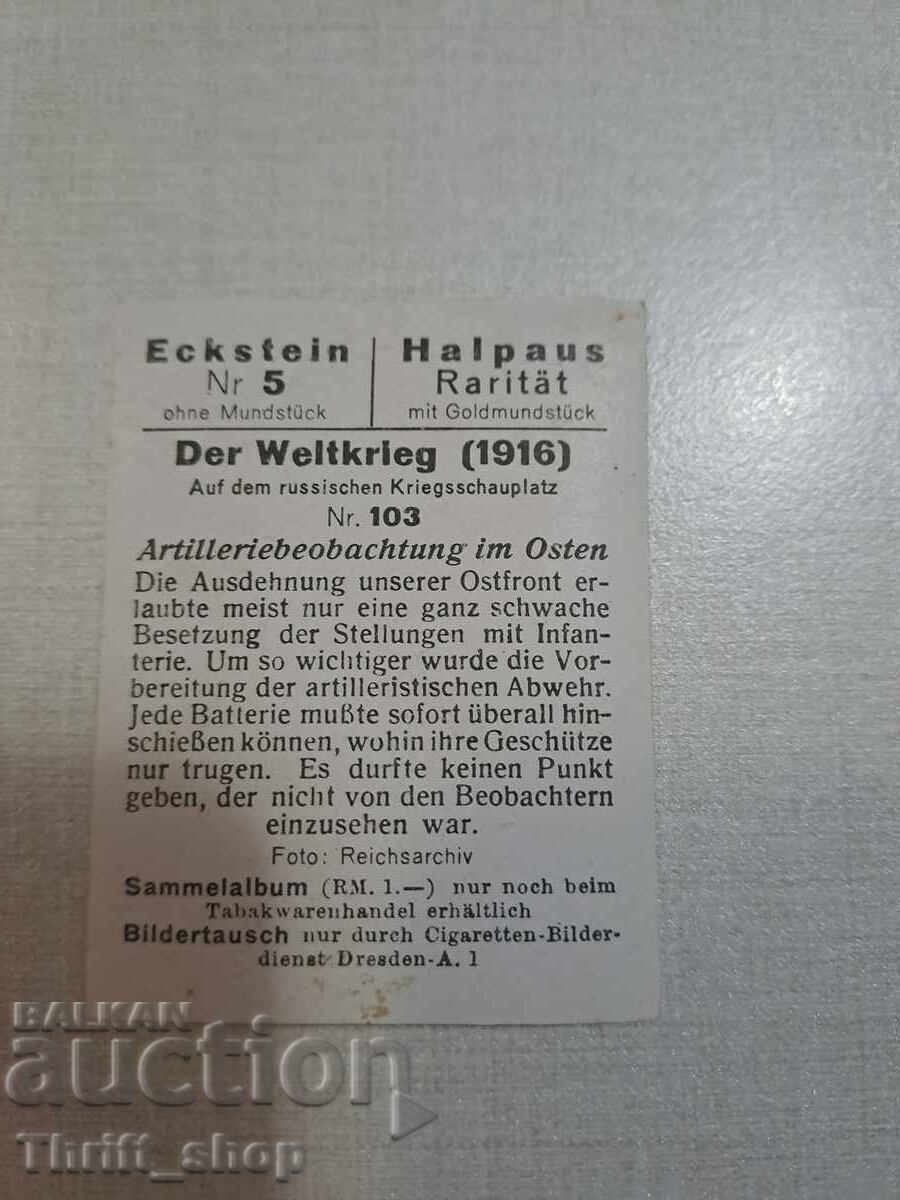 Eckstein
Nr 5
ohne Mundstück
Halpaus
Rarität
mit Goldmundstück
Der Weltkrieg (1916)
Auf dem russischen Kriegsschauplatz
Nr. 103
Artilleriebeobachtung im Osten
Die Ausdehnung unserer Ostfront er-
laubte meist nur eine ganz schwache
Besetzung der Stellungen mit Infan-
terie. Um so wichtiger wurde die Vor-
bereitung der artilleristischen Abwehr.
Jede Batterie mußte sofort überall hin-
schießen können, wohin ihre Geschütze
nur trugen. Es durfte keinen Punkt
geben, der nicht von den Beobachtern
einzusehen war.
Foto: Reichsarchiv
Sammelalbum (RM. 1.—) nur noch beim
Tabakwarenhandel erhältlich
Bildertausch nur durch Cigaretten-Bilder-
dienst Dresden-A. 1
BALKAN
auction
Thrift_shop